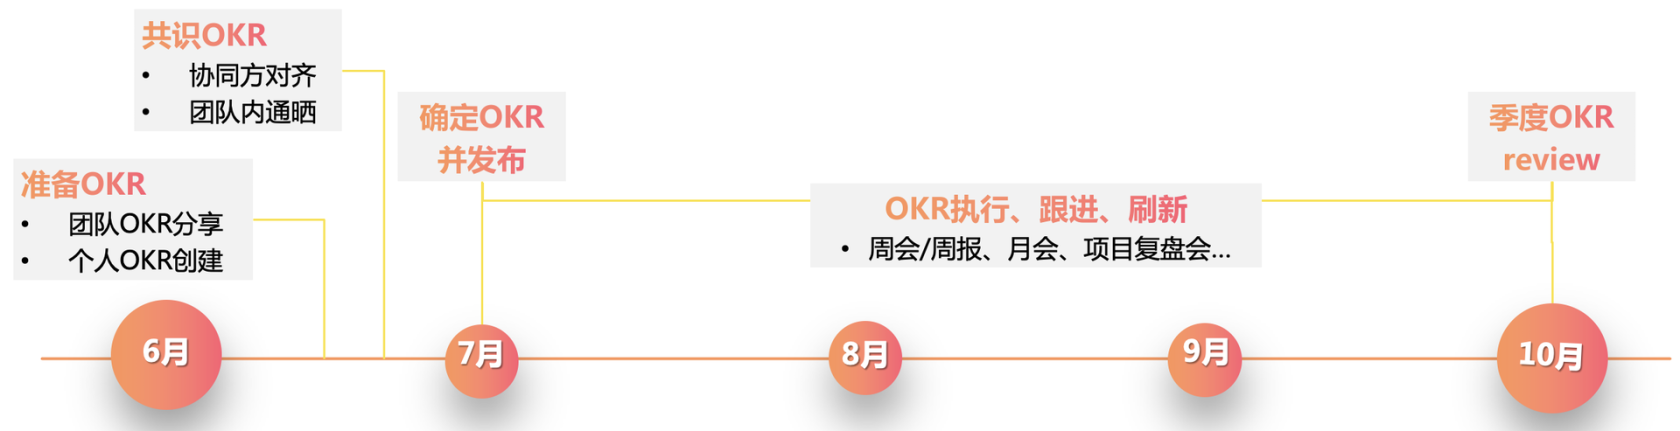 共识OKR
• 协同方对齐
• 团队内通晒
准备OKR
• 团队OKR分享
• 个人OKR创建
确定OKR
并发布
OKR执行、跟进、刷新
• 周会/周报、月会、项目复盘会...
季度OKR
review
6月
7月
8月
9月
10月